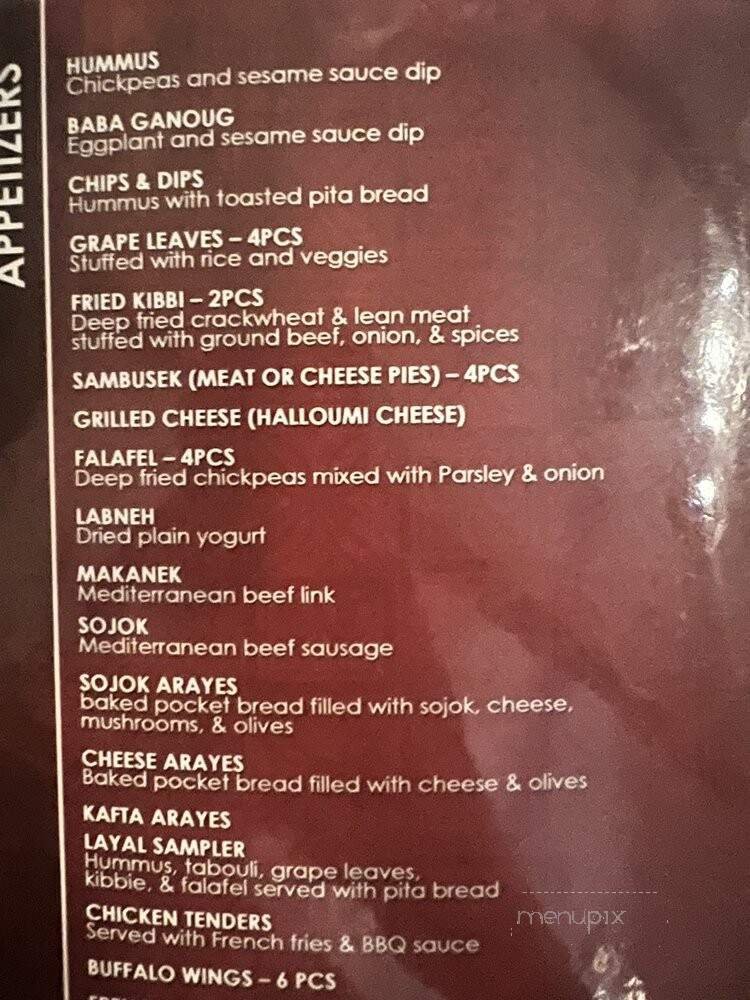 APPETIZERS
HUMMUS
Chickpeas and sesame sauce dip
BABA GANOUG
Eggplant and sesame sauce dip
CHIPS & DIPS
Hummus with toasted pita bread
GRAPE LEAVES – 4PCS
Stuffed with rice and veggies
FRIED KIBBI – 2PCS
Deep fried crackwheat & lean meat
stuffed with ground beef, onion, & spices
SAMBUSEK (MEAT OR CHEESE PIES) – 4PCS
GRILLED CHEESE (HALLOUMI CHEESE)
FALAFEL – 4PCS
Deep fried chickpeas mixed with Parsley & onion
LABNEH
Dried plain yogurt
MAKANEK
Mediterranean beef link
SOJOK
Mediterranean beef sausage
SOJOK ARAYES
baked pocket bread filled with sojok, cheese,
mushrooms, & olives
CHEESE ARAYES
Baked pocket bread filled with cheese & olives
KAFTA ARAYES
LAYAL SAMPLER
Hummus, tabouli, grape leaves,
kibbie, & falafel served with pita bread
CHICKEN TENDERS
Served with French fries & BBQ sauce
BUFFALO WINGS – 6 PCS
menupix